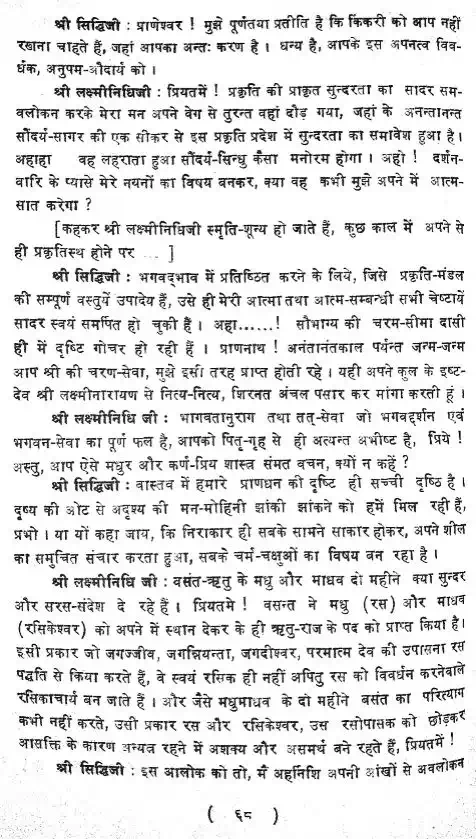 श्री सिद्धिजी : प्राणेश्वर ! मुझे पूर्णतया प्रतीति है कि किंकरी को आप नहीं
रखना चाहते हैं, जहां आपका अन्तः करण है । धन्य है, आपके इस अपनत्व विव-
र्धक, अनुपम-औदार्य को ।
श्री लक्ष्मीनिधिजी : प्रियतमें ! प्रकृति की प्राकृत सुन्दरता का सादर सम-
वलोकन करके मेरा मन अपने वेग से तुरन्त वहां दौड़ गया, जहां के अनन्तानन्त
सौंदर्य-सागर की एक सीकर से इस प्रकृति प्रदेश में सुन्दरता का समावेश हुआ है ।
अहाहा वह लहराता हुआ सौंदर्य-सिन्धु कैसा मनोरम होगा । अहो ! दर्शन-
वारि के प्यासे मेरे नयनों का विषय बनकर, क्या वह कभी मुझे अपने में आत्म-
सात करेगा ?
[कहकर श्री लक्ष्मीनिधिजी स्मृति-शून्य हो जाते हैं, कुछ काल में अपने से
ही प्रकृतिस्थ होने पर ... ]
श्री सिद्धिजी : भगवद्भाव में प्रतिष्ठित करने के लिये, जिसे प्रकृति-मंडल
की सम्पूर्ण वस्तुयें उपादेय हैं, उसे ही मेरी आत्मा तथा आत्म-सम्बन्धी सभी चेष्टायें
सादर स्वयं समर्पित हो चुकी हैं । अहा......! सौभाग्य की चरम-सीमा दासी
ही में दृष्टि गोचर हो रही हैं । प्राणनाथ ! अनंतानंतकाल पर्यन्त जन्म-जन्म
आप श्री की चरण-सेवा, मुझे इसी तरह प्राप्त होती रहे । यही अपने कुल के इष्ट-
देव श्री लक्ष्मीनारायण से नित्य-नित्य, शिरनत अंचल पसार कर मांगा करती हूं ।
श्री लक्ष्मीनिधि जी : भागवतानुराग तथा तत्-सेवा जो भगवद्दर्शन एवं
भगवन-सेवा का पूर्ण फल है, आपको पितृ-गृह से ही अत्यन्त अभीष्ट है, प्रिये !
अस्तु, आप ऐसे मधुर और कर्ण-प्रिय शास्त्र संमत वचन, क्यों न कहें ?
श्री सिद्धिजी : वास्तव में हमारे प्राणधन की दृष्टि ही सच्ची दृष्ठि है ।
दृष्य की ओट से अदृश्य की मन-मोहिनी झांकी झांकने को हमें मिल रही हैं,
प्रभो । या यों कहा जाय, कि निराकार ही सबके सामने साकार होकर, अपने शील
का समुचित संचार करता हुआ, सबके चर्म-चक्षुओं का विषय बन रहा है ।
श्री लक्ष्मीनिधि जी : वसंत-ऋतु के मधु और माधव दो महीने क्या सुन्दर
और सरस-संदेश दे रहे हैं । प्रियतमे ! वसन्त ने मधु (रस) और माधव
(रसिकेश्वर) को अपने में स्थान देकर के ही ऋतु-राज के पद को प्राप्त किया है।
इसी प्रकार जो जगज्जीव, जगन्नियन्ता, जगदीश्वर, परमात्म देव की उपासना रस
पद्धति से किया करते हैं, वे स्वयं रसिक ही नहीं अपितु रस को विवर्धन करनेवाले
रसिकाचार्य बन जाते हैं । और जैसे मधुमाधव के दो महीने वसंत का परित्याग
कभी नहीं करते, उसी प्रकार रस और रसिकेश्वर, उस रसोपासक को छोड़कर
आसक्ति के कारण अन्यत्र रहने में अशक्य और असमर्थ बने रहते हैं, प्रियतमें !
श्री सिद्धिजी : इस आलोक को तो, मैं अहर्निशि अपनी आंखों से अवलोकन
( ६८ )